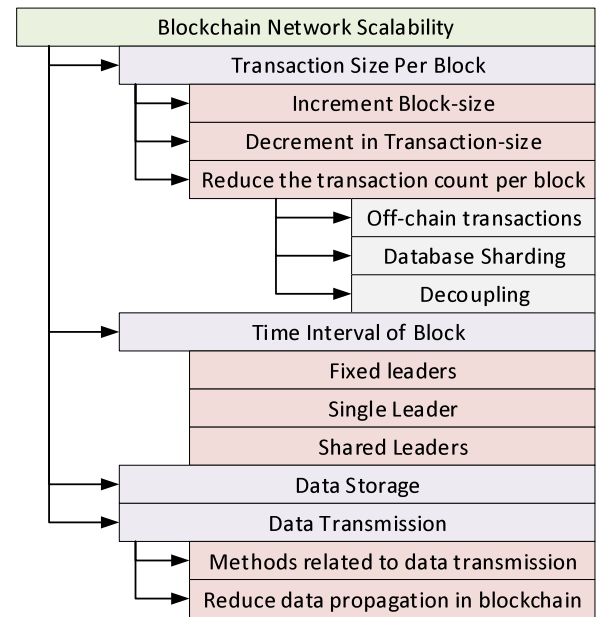 Blockchain Network Scalability
Transaction Size Per Block
Increment Block-size
Decrement in Transaction-size
Reduce the transaction count per block
Off-chain transactions
Database Sharding
Decoupling
Time Interval of Block
Fixed leaders
Single Leader
Shared Leaders
Data Storage
Data Transmission
Methods related to data transmission
Reduce data propagation in blockchain